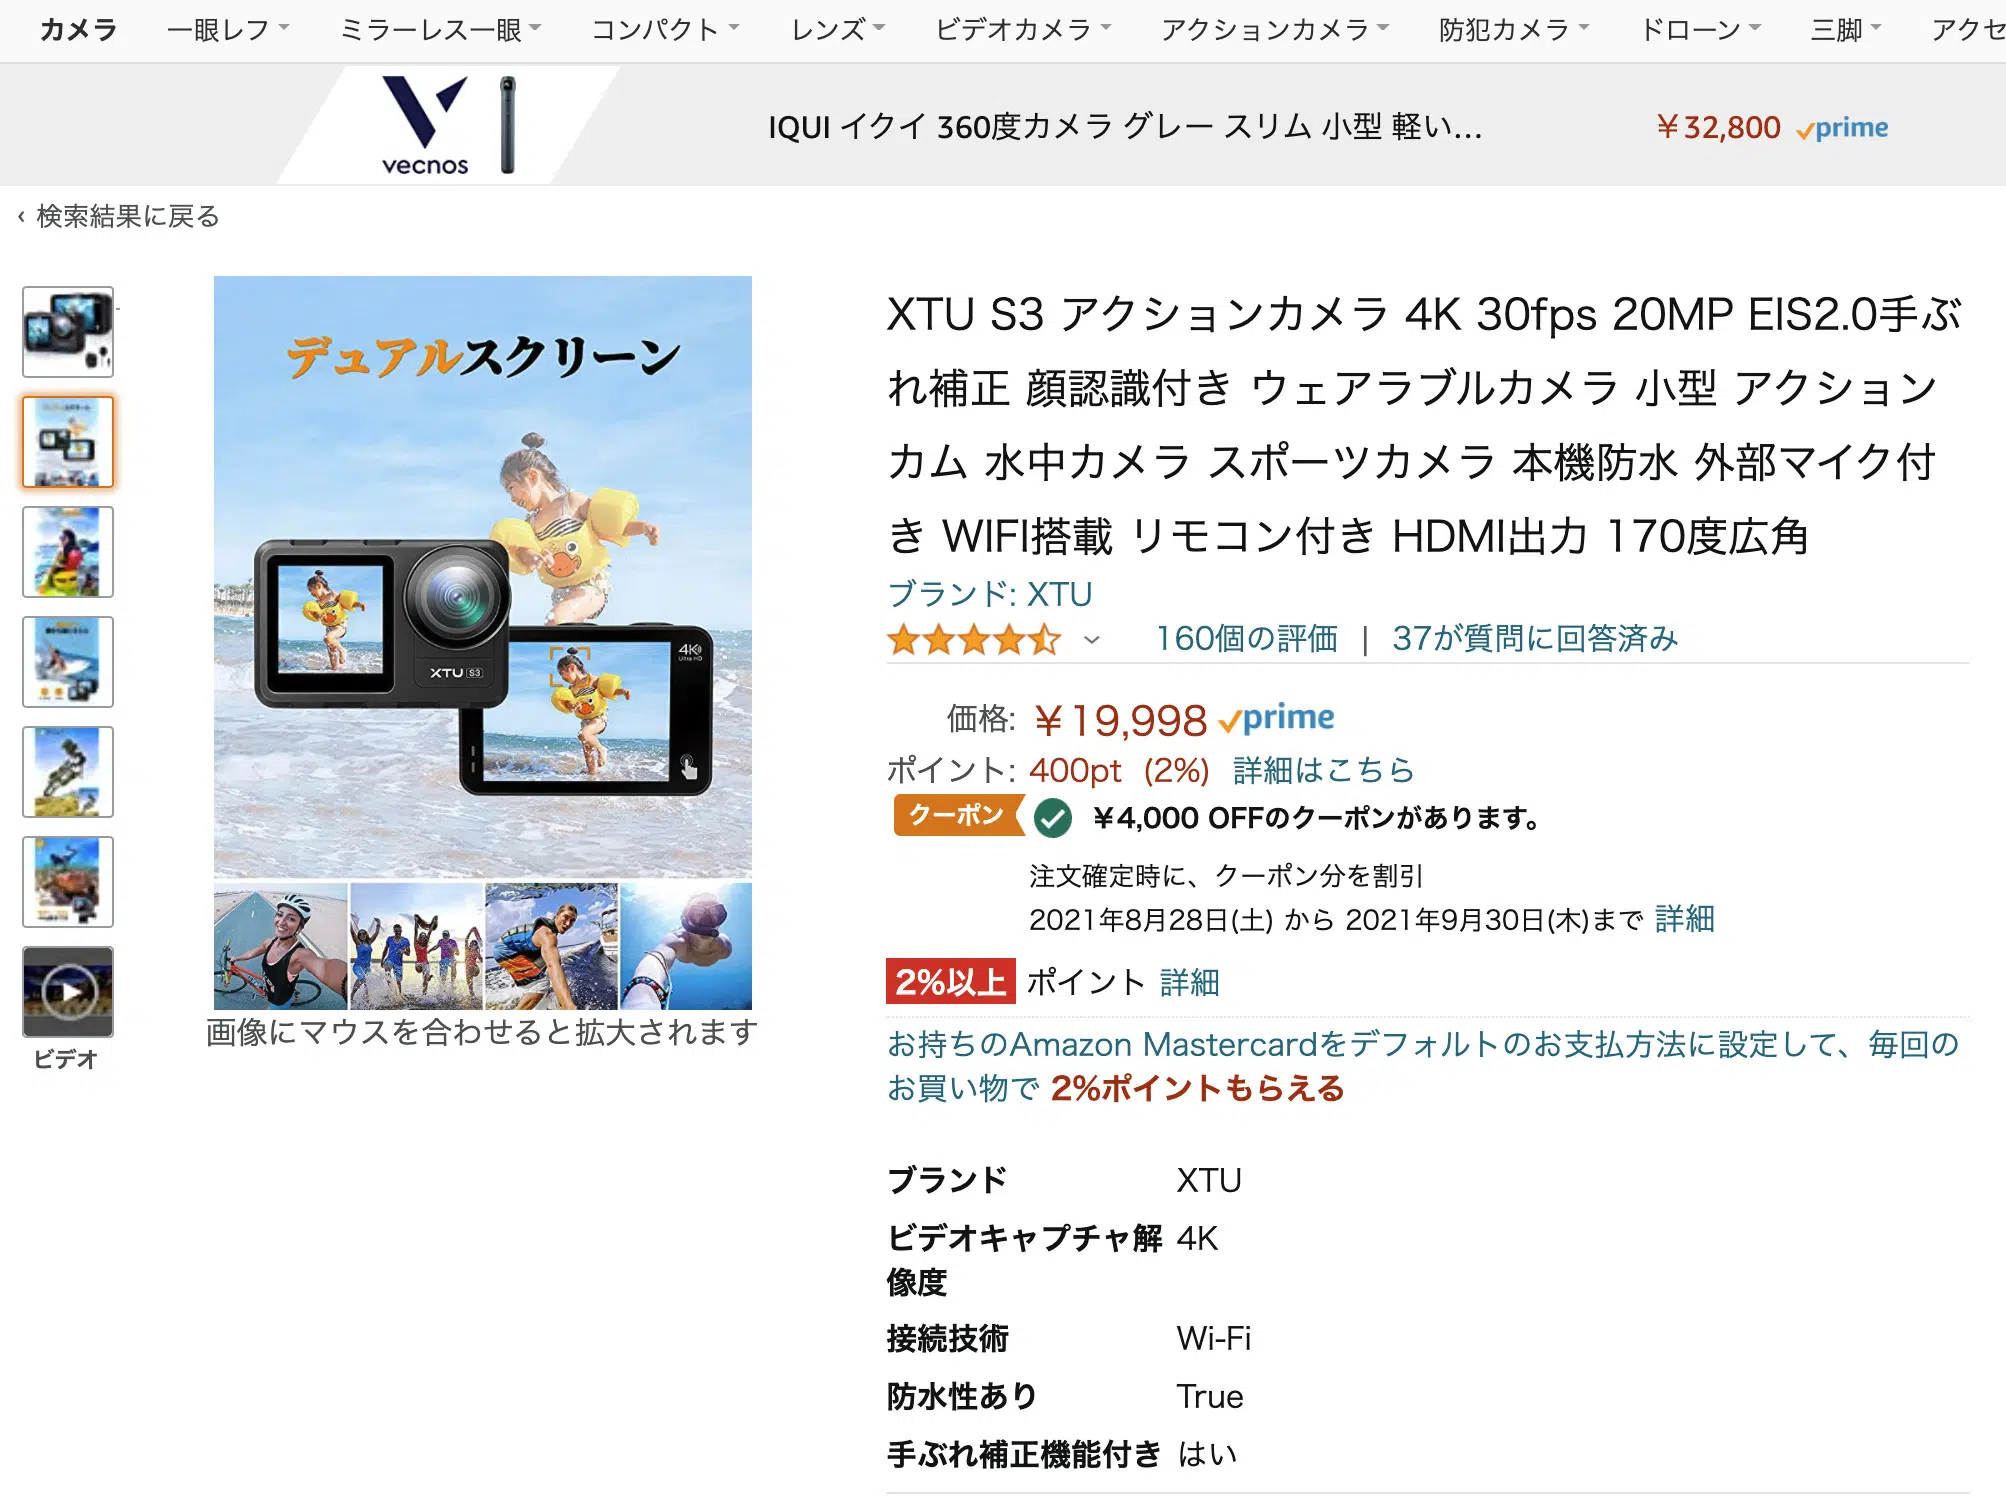 カメラ 一眼レフ ミラーレス一眼 コンパクト レンズ ビデオカメラ アクションカメラ 防犯カメラ ドローン 三脚 アクセ
vecnos
IQUI イクイ 360度カメラ グレー スリム 小型 軽い… ￥32,800 prime
‹ 検索結果に戻る
デュアルスクリーン
XTU S3
4K
Ultra HD
画像にマウスを合わせると拡大されます
ビデオ
XTU S3 アクションカメラ 4K 30fps 20MP EIS2.0手ぶ
れ補正 顔認識付き ウェアラブルカメラ 小型 アクション
カム 水中カメラ スポーツカメラ 本機防水 外部マイク付
き WIFI搭載 リモコン付き HDMI出力 170度広角
ブランド: XTU
160個の評価 | 37が質問に回答済み
価格: ￥19,998 prime
ポイント: 400pt (2%) 詳細はこちら
クーポン ¥4,000 OFFのクーポンがあります。
注文確定時に、クーポン分を割引
2021年8月28日(土) から 2021年9月30日(木)まで 詳細
2%以上 ポイント 詳細
お持ちのAmazon Mastercardをデフォルトのお支払方法に設定して、毎回の
お買い物で 2%ポイントもらえる
ブランド XTU
ビデオキャプチャ解 4K
像度
接続技術 Wi-Fi
防水性あり True
手ぶれ補正機能付き はい